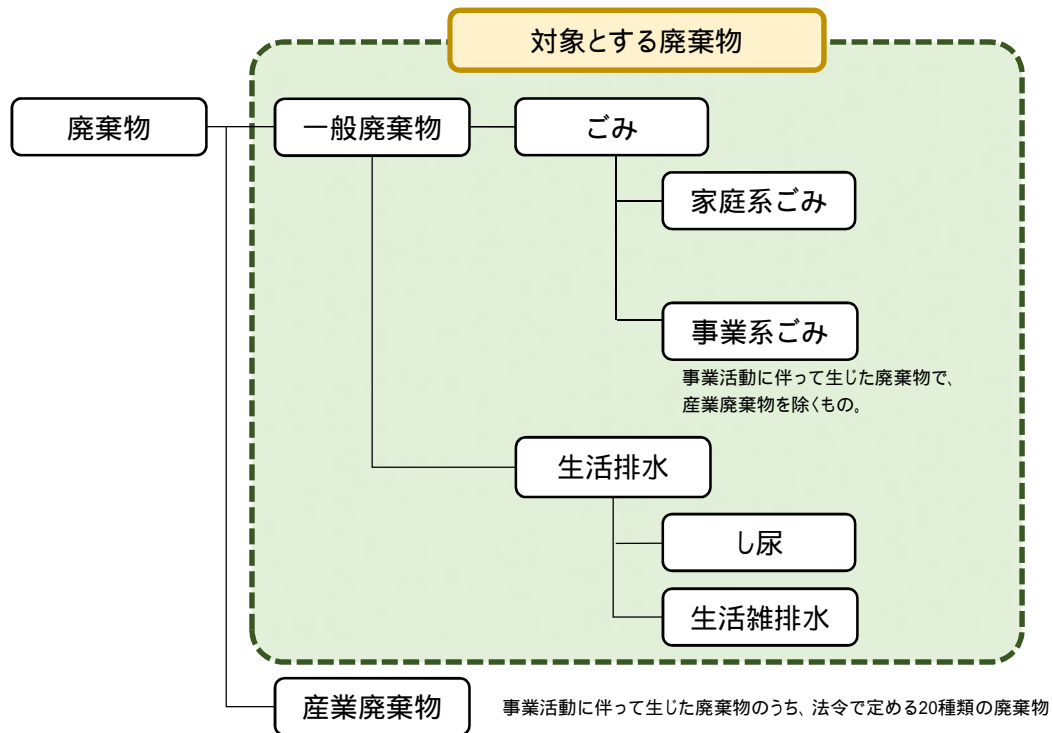 対象とする廃棄物
廃棄物
一般廃棄物
ごみ
家庭系ごみ
事業系ごみ
事業活動に伴って生じた廃棄物で、
産業廃棄物を除くもの。
生活排水
し尿
生活雑排水
産業廃棄物
事業活動に伴って生じた廃棄物のうち、法令で定める20種類の廃棄物